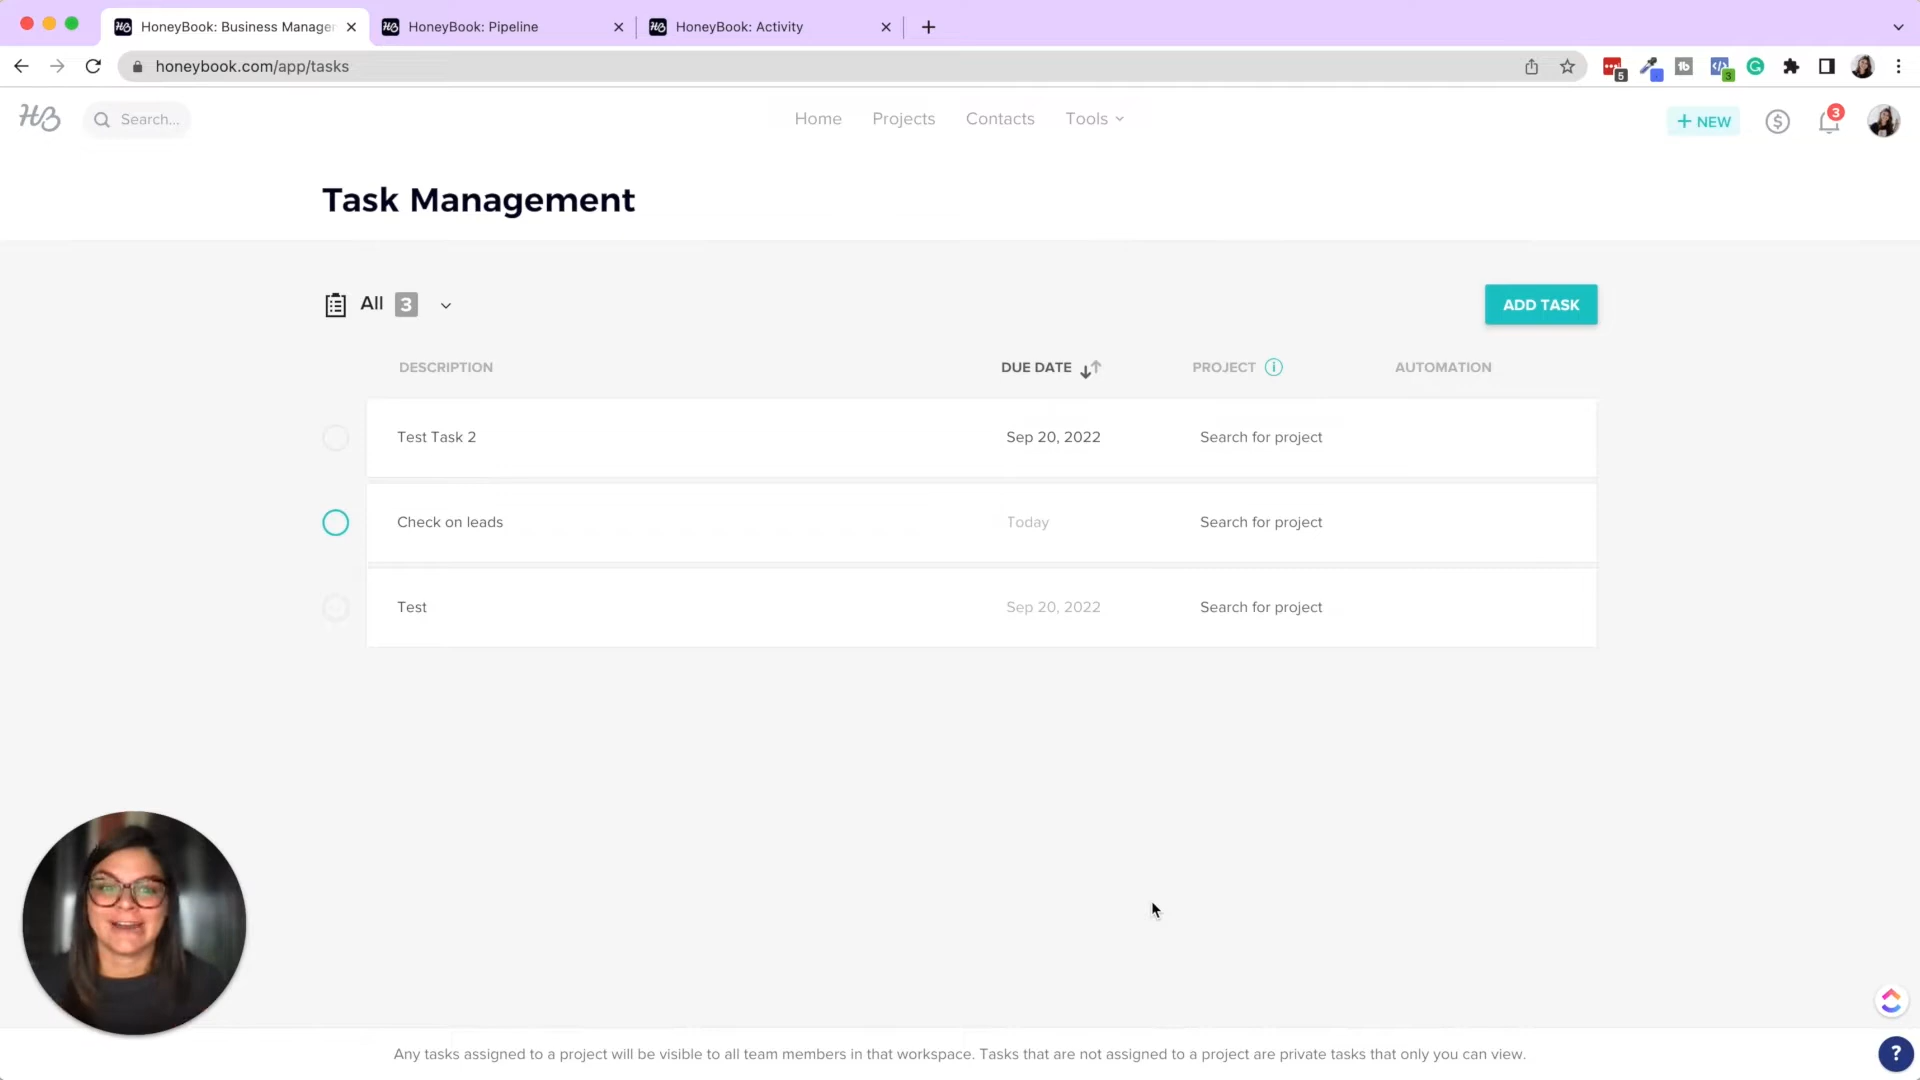 HoneyBook: Business Manager
HoneyBook: Pipeline
HoneyBook: Activity
honeybook.com/app/tasks
5
tb
3
HB
Search...
Home
Projects
Contacts
Tools
+ NEW
$
3
Task Management
All 3
ADD TASK
DESCRIPTION
DUE DATE
PROJECT i
AUTOMATION
Test Task 2
Sep 20, 2022
Search for project
Check on leads
Today
Search for project
Test
Sep 20, 2022
Search for project
Any tasks assigned to a project will be visible to all team members in that workspace. Tasks that are not assigned to a project are private tasks that only you can view.
?